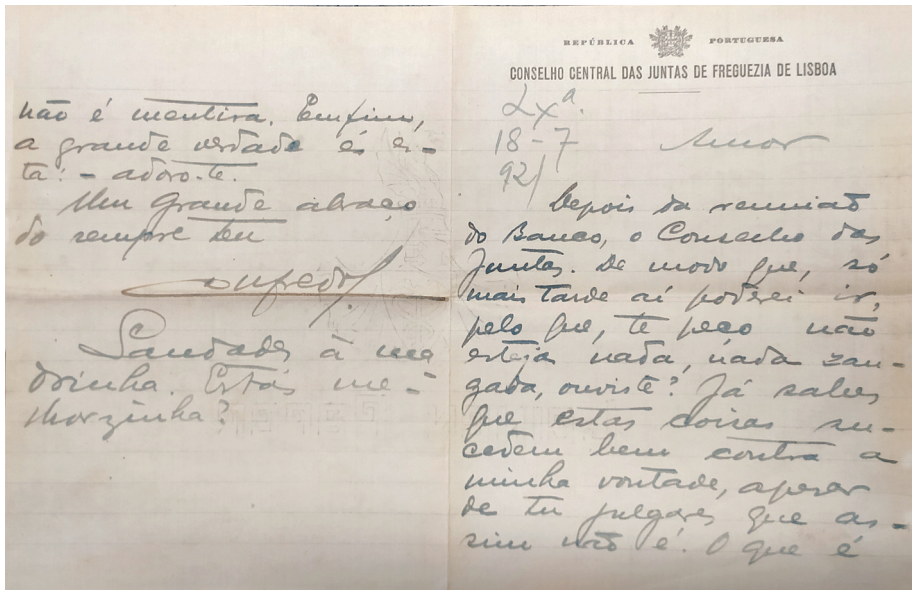 REPÚBLICA PORTUGUESA
CONSELHO CENTRAL DAS JUNTAS DE FREGUEZIA DE LISBOA
Lxª.
18-7
92/
Amor
Depois da reunião
do Banco, o Conselho das
Juntas. De modo que, só
mais tarde aí poderei ir,
pelo que, te peço não
esteja nada, nada zan-
gada, ouviste? Já sabes
que estas coisas su-
cedem bem contra a
minha vontade, apesar
de tu julgares que as-
sim não é. O que é
não é mentira. Emfim,
a grande verdade és es-
ta: - adoro-te.
Um grande abraço
do sempre teu
Saudades à ma
drinha. Estás me-
lhorzinha?